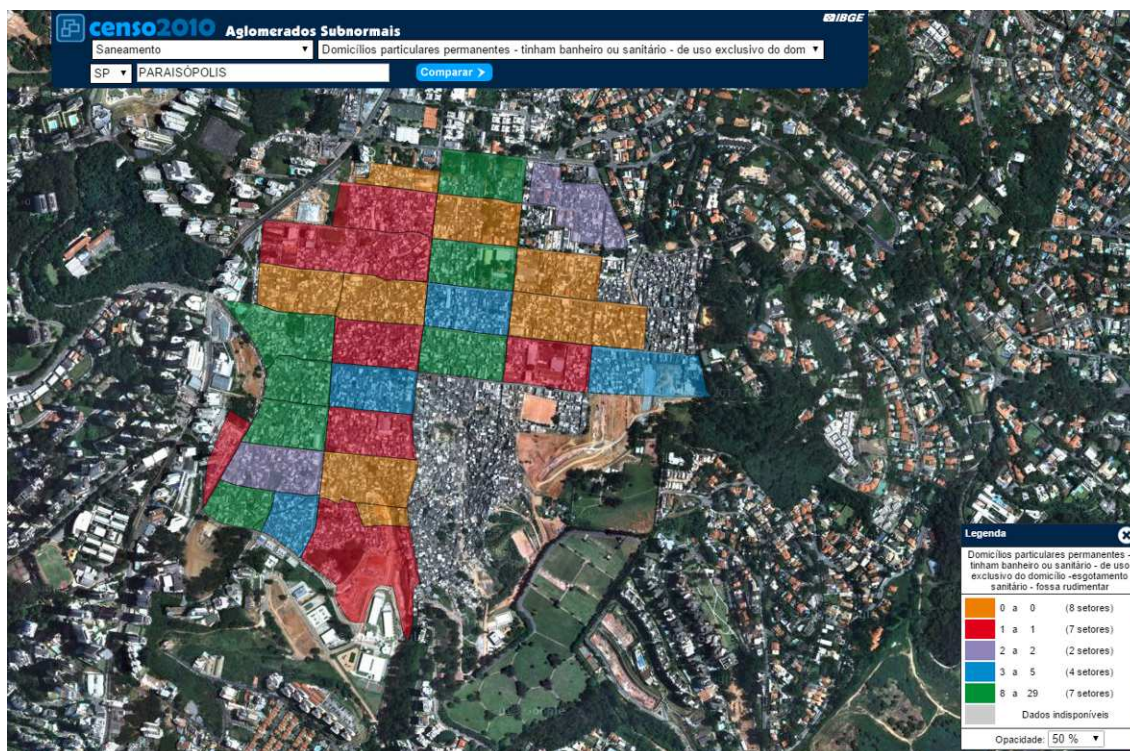 censo2010 Aglomerados Subnormais
IBGE
Saneamento
Domicílios particulares permanentes - tinham banheiro ou sanitário - de uso exclusivo do dom
SP PARAISÓPOLIS Comparar
Legenda
Domicílios particulares permanentes -
tinham banheiro ou sanitário - de uso
exclusivo do domicílio -esgotamento
sanitário - fossa rudimentar
0 a 0 (8 setores)
1 a 1 (7 setores)
2 a 2 (2 setores)
3 a 5 (4 setores)
8 a 29 (7 setores)
Dados indisponíveis
Opacidade: 50 %